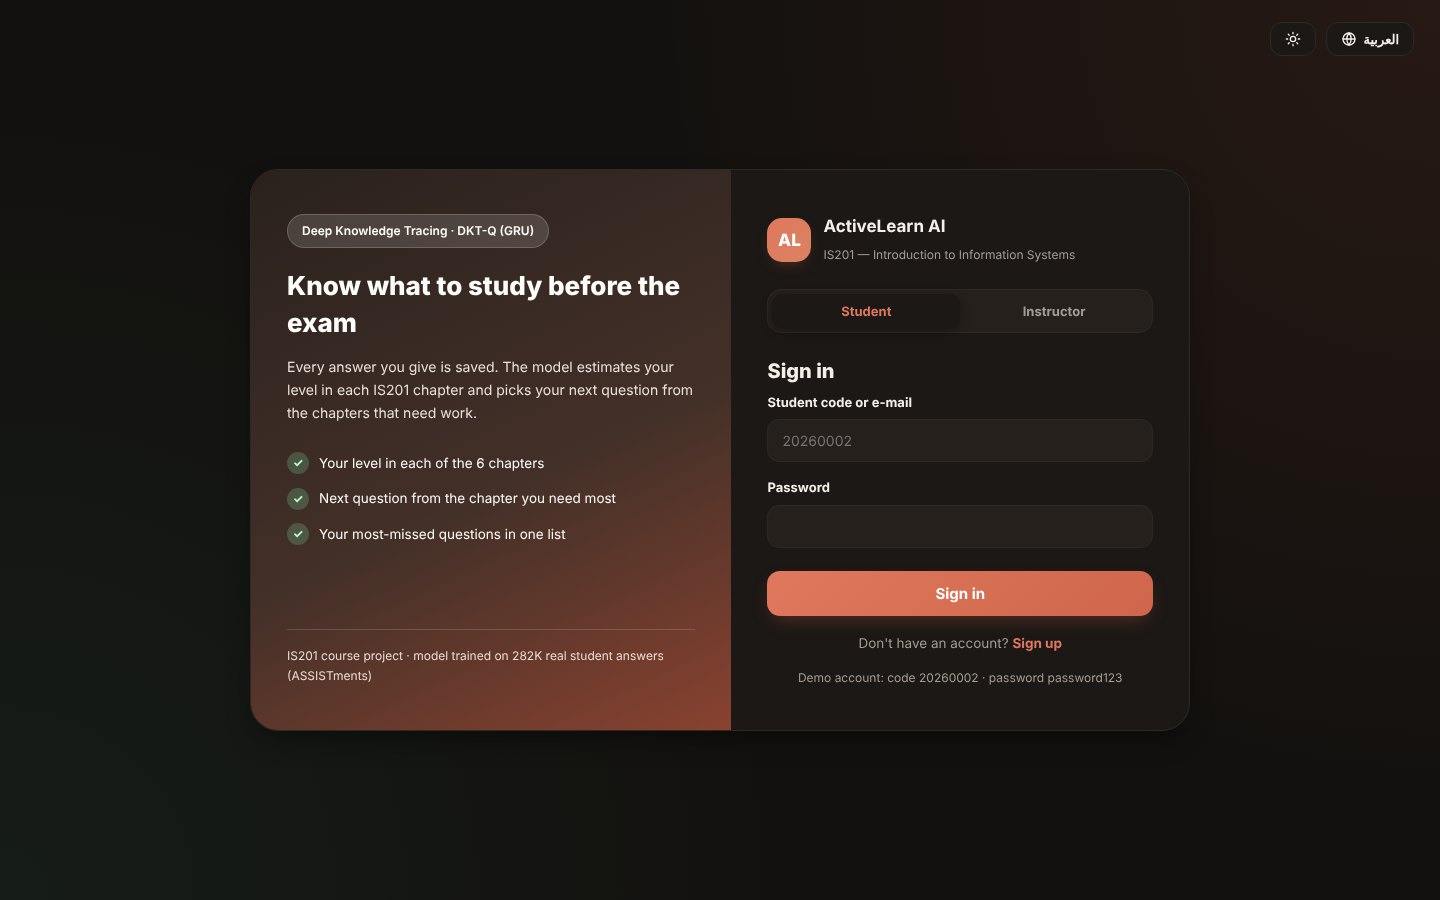 العربية
Deep Knowledge Tracing · DKT-Q (GRU)
Know what to study before the
exam
Every answer you give is saved. The model estimates your
level in each IS201 chapter and picks your next question from
the chapters that need work.
Your level in each of the 6 chapters
Next question from the chapter you need most
Your most-missed questions in one list
IS201 course project · model trained on 282K real student answers
(ASSISTments)
AL
ActiveLearn AI
IS201 — Introduction to Information Systems
Student
Instructor
Sign in
Student code or e-mail
20260002
Password
Sign in
Don't have an account? Sign up
Demo account: code 20260002 · password password123